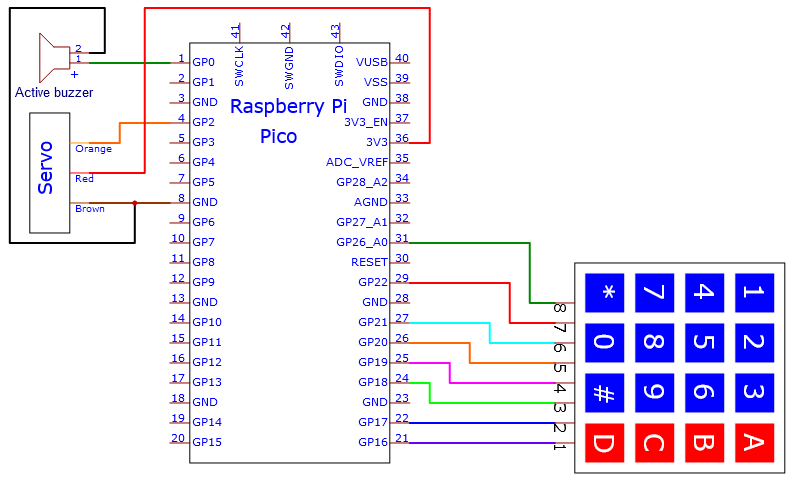 41
42
43
SWCLK
SWGND
SWDIO
2
1
+
Active buzzer
Raspberry Pi
Pico
Servo
Orange
Red
Brown
1 GP0
2 GP1
3 GND
4 GP2
5 GP3
6 GP4
7 GP5
8 GND
9 GP6
10 GP7
11 GP8
12 GP9
13 GND
14 GP10
15 GP11
16 GP12
17 GP13
18 GND
19 GP14
20 GP15
VUSB 40
VSS 39
GND 38
3V3_EN 37
3V3 36
ADC_VREF 35
GP28_A2 34
AGND 33
GP27_A1 32
GP26_A0 31
RESET 30
GP22 29
GND 28
GP21 27
GP20 26
GP19 25
GP18 24
GND 23
GP17 22
GP16 21
8
7
6
5
4
3
2
1
* 7 4 1
0 8 5 2
# 9 6 3
D C B A